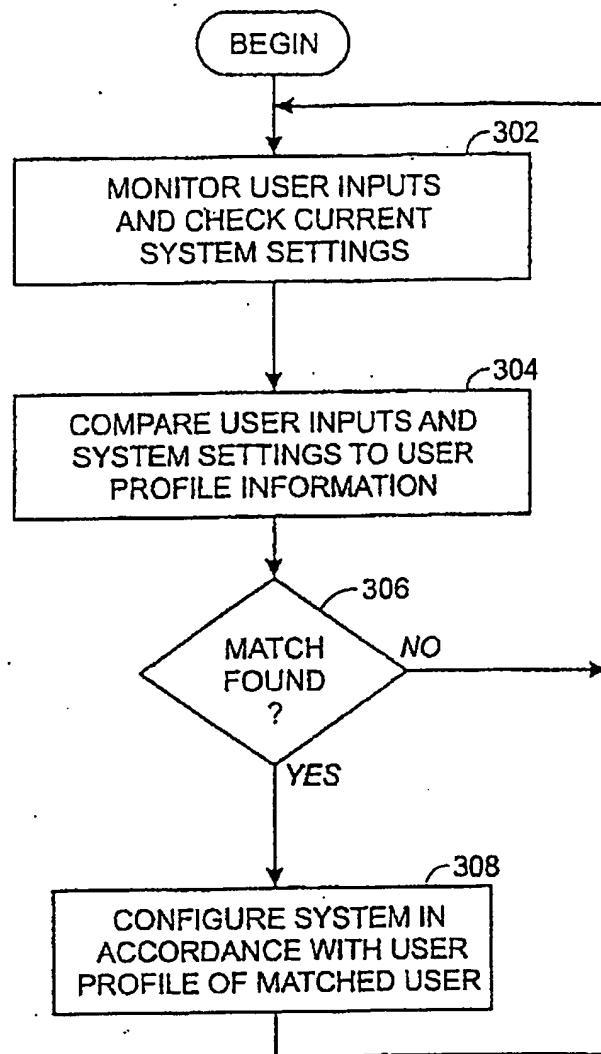 BEGIN
302
MONITOR USER INPUTS
AND CHECK CURRENT
SYSTEM SETTINGS
304
COMPARE USER INPUTS AND
SYSTEM SETTINGS TO USER
PROFILE INFORMATION
306
MATCH
FOUND
?
NO
YES
308
CONFIGURE SYSTEM IN
ACCORDANCE WITH USER
PROFILE OF MATCHED USER